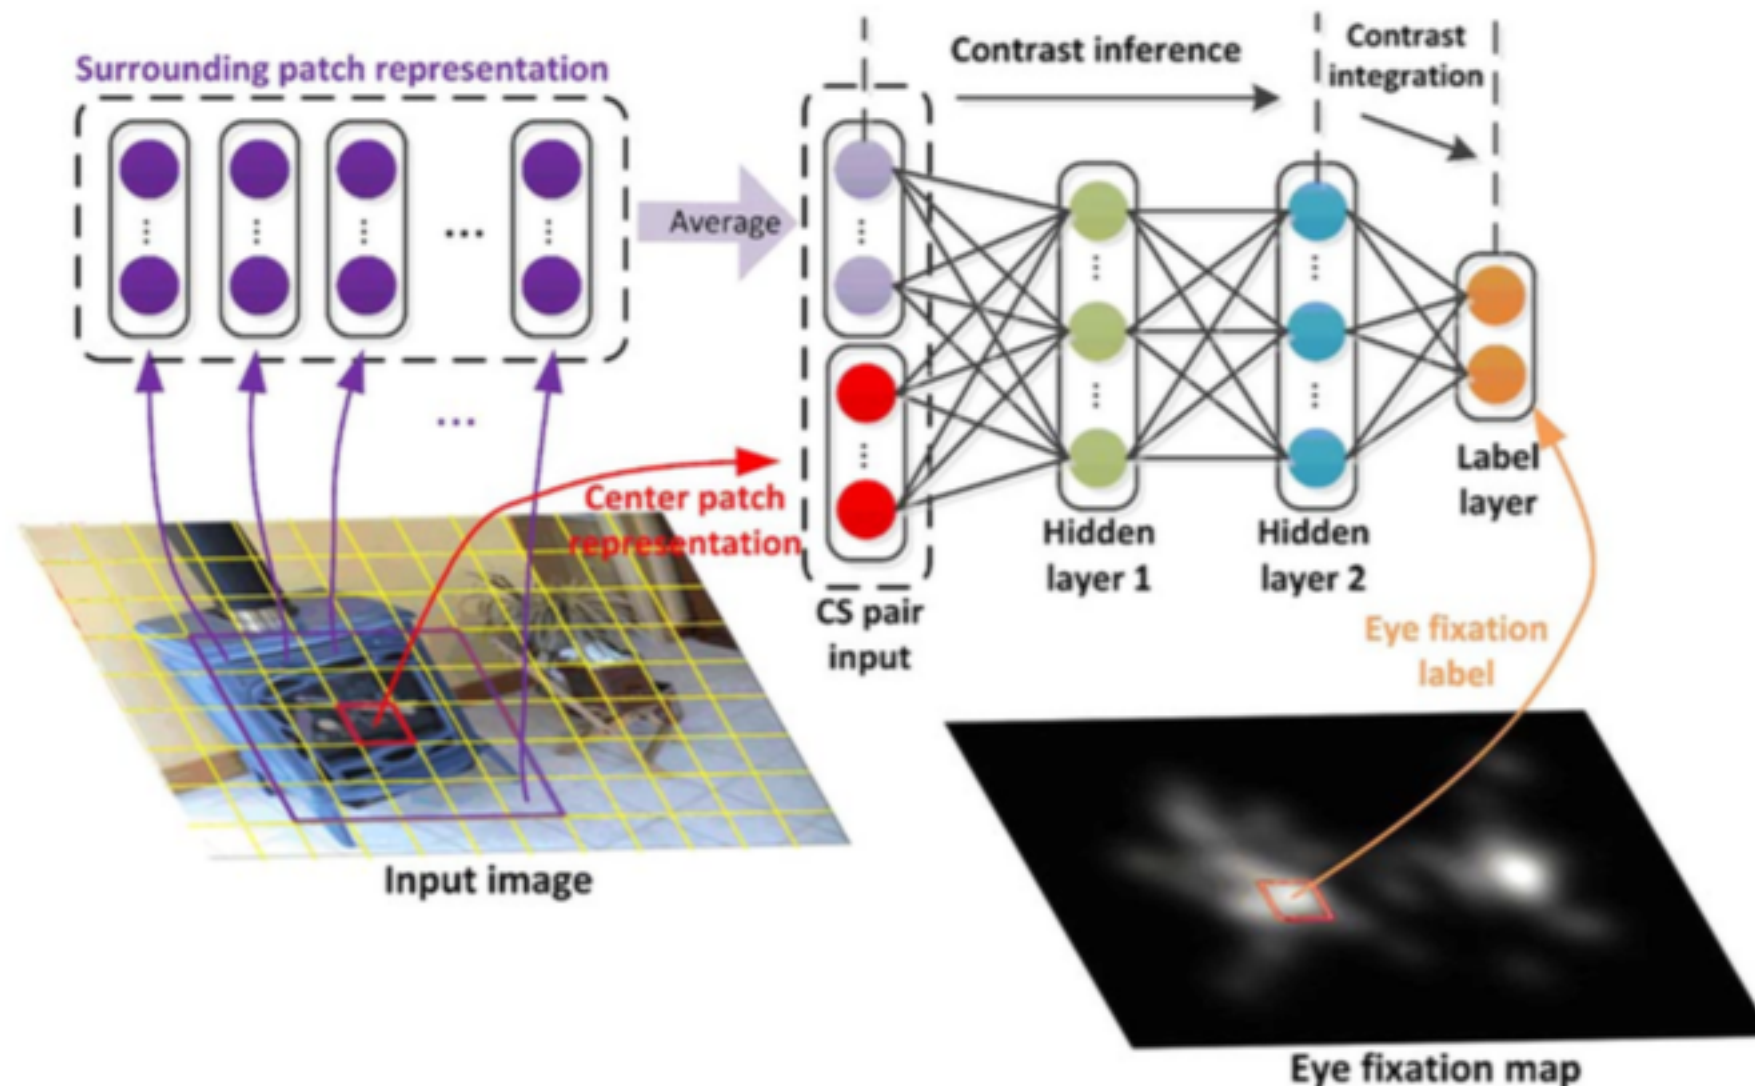 Surrounding patch representation
Contrast inference
Contrast
integration
Average
...
...
Center patch
representation
CS pair
input
Hidden
layer 1
Hidden
layer 2
Label
layer
Eye fixation
label
Input image
Eye fixation map